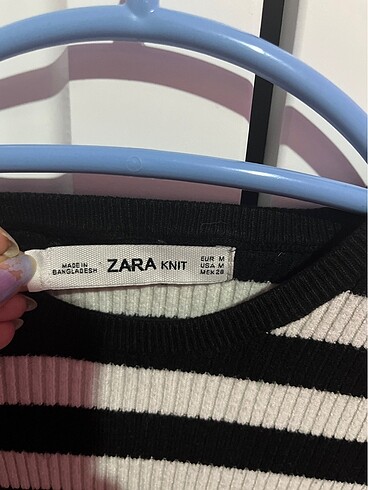 MADE IN
BANGLADESH
ZARA KNIT
EUR M
USA M
MEX 28